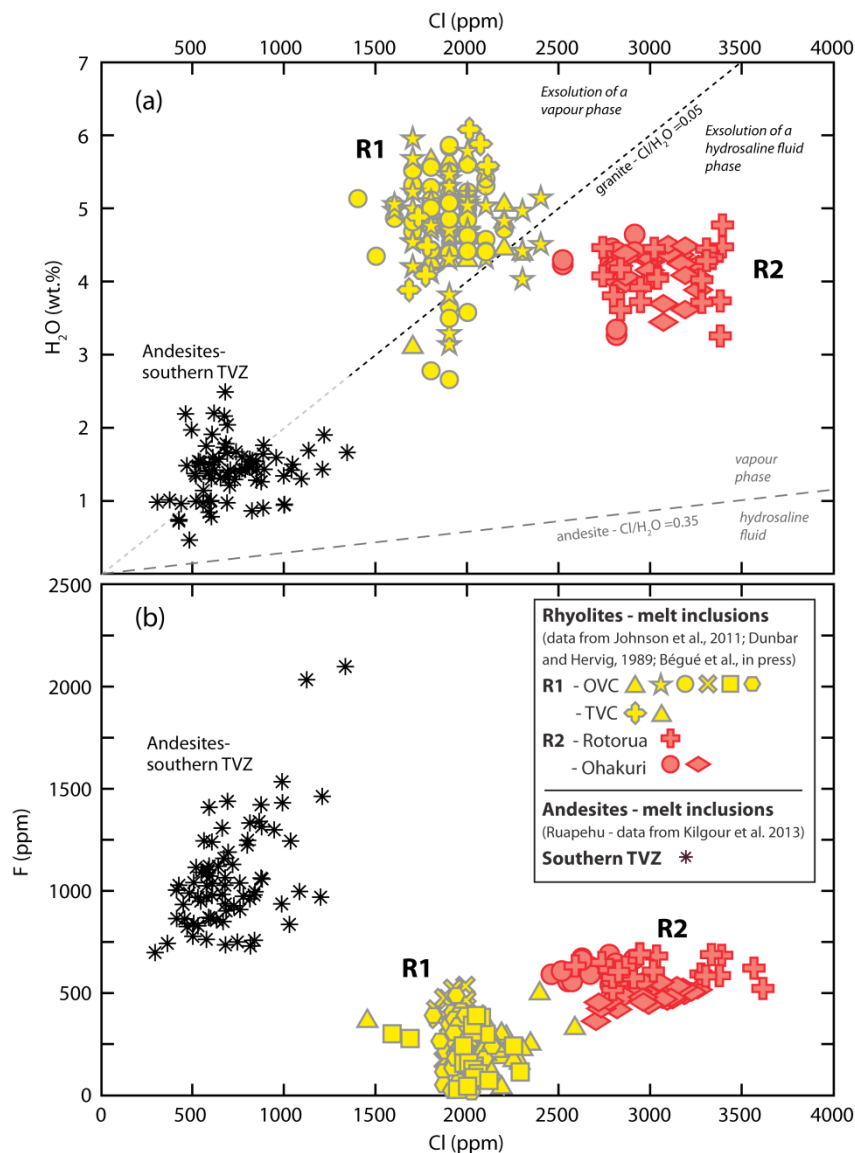 Cl (ppm)
500 1000 1500 2000 2500 3000 3500 4000
7
6
5
4
3
2
1
H2O (wt.%)
(a)
R1
Exsolution of a
vapour phase
granite - Cl/H2O =0.05
Exsolution of a
hydrosaline fluid
phase
R2
Andesites-
southern TVZ
vapour
phase
andesite - Cl/H2O =0.35
hydrosaline
fluid
2500
2000
1500
1000
500
0
F (ppm)
(b)
Andesites-
southern TVZ
Rhyolites - melt inclusions
(data from Johnson et al., 2011; Dunbar
and Hervig, 1989; Bégué et al., in press)
R1 - OVC
- TVC
R2 - Rotorua
- Ohakuri
Andesites - melt inclusions
(Ruapehu - data from Kilgour et al. 2013)
Southern TVZ
R1
R2
0 500 1000 1500 2000 2500 3000 3500 4000
Cl (ppm)